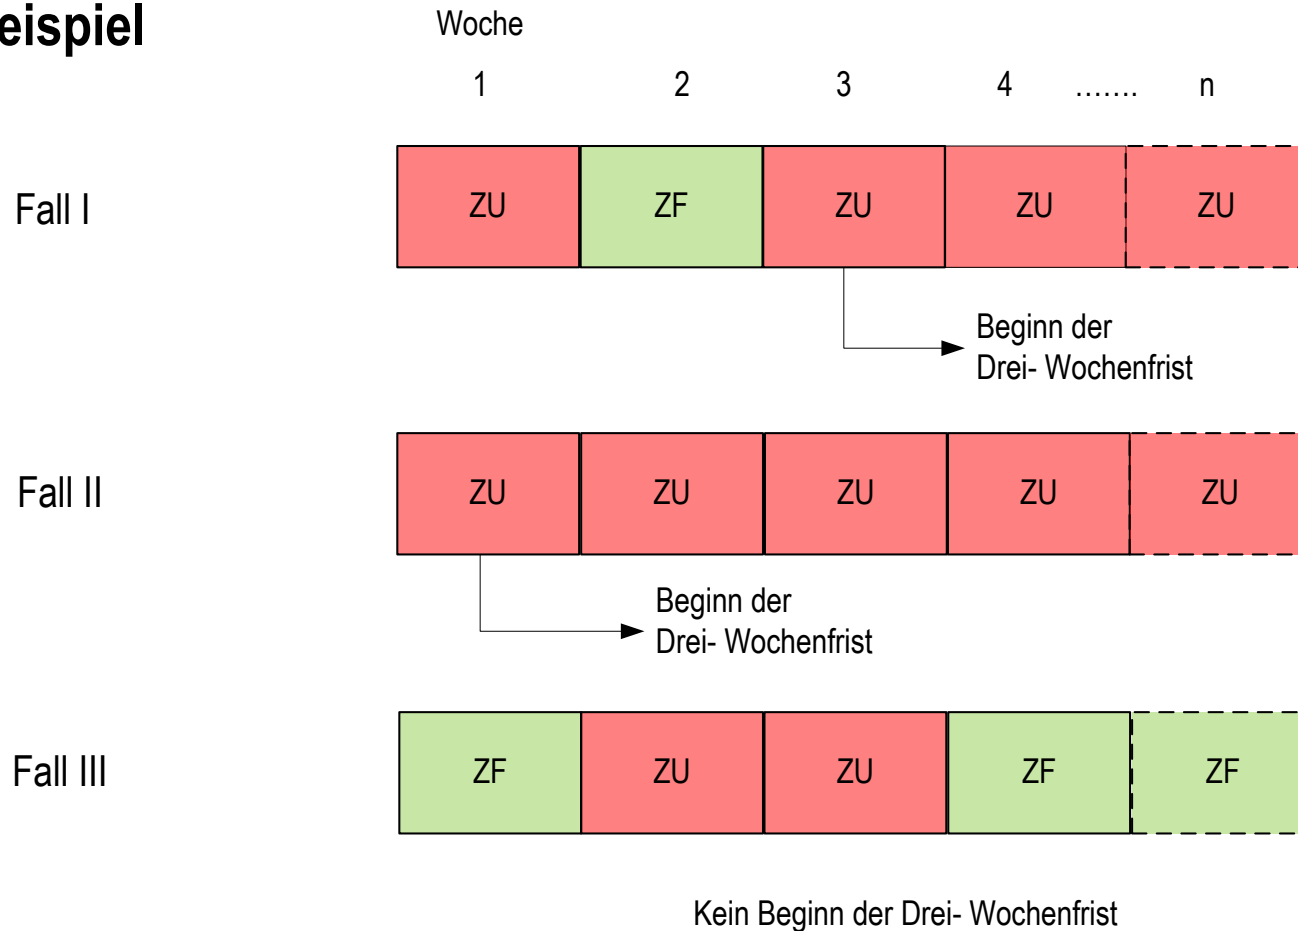 eispiel
Woche
1 2 3 4 ....... n
Fall I
ZU ZF ZU ZU ZU
Beginn der
Drei- Wochenfrist
Fall II
ZU ZU ZU ZU ZU
Beginn der
Drei- Wochenfrist
Fall III
ZF ZU ZU ZF ZF
Kein Beginn der Drei- Wochenfrist